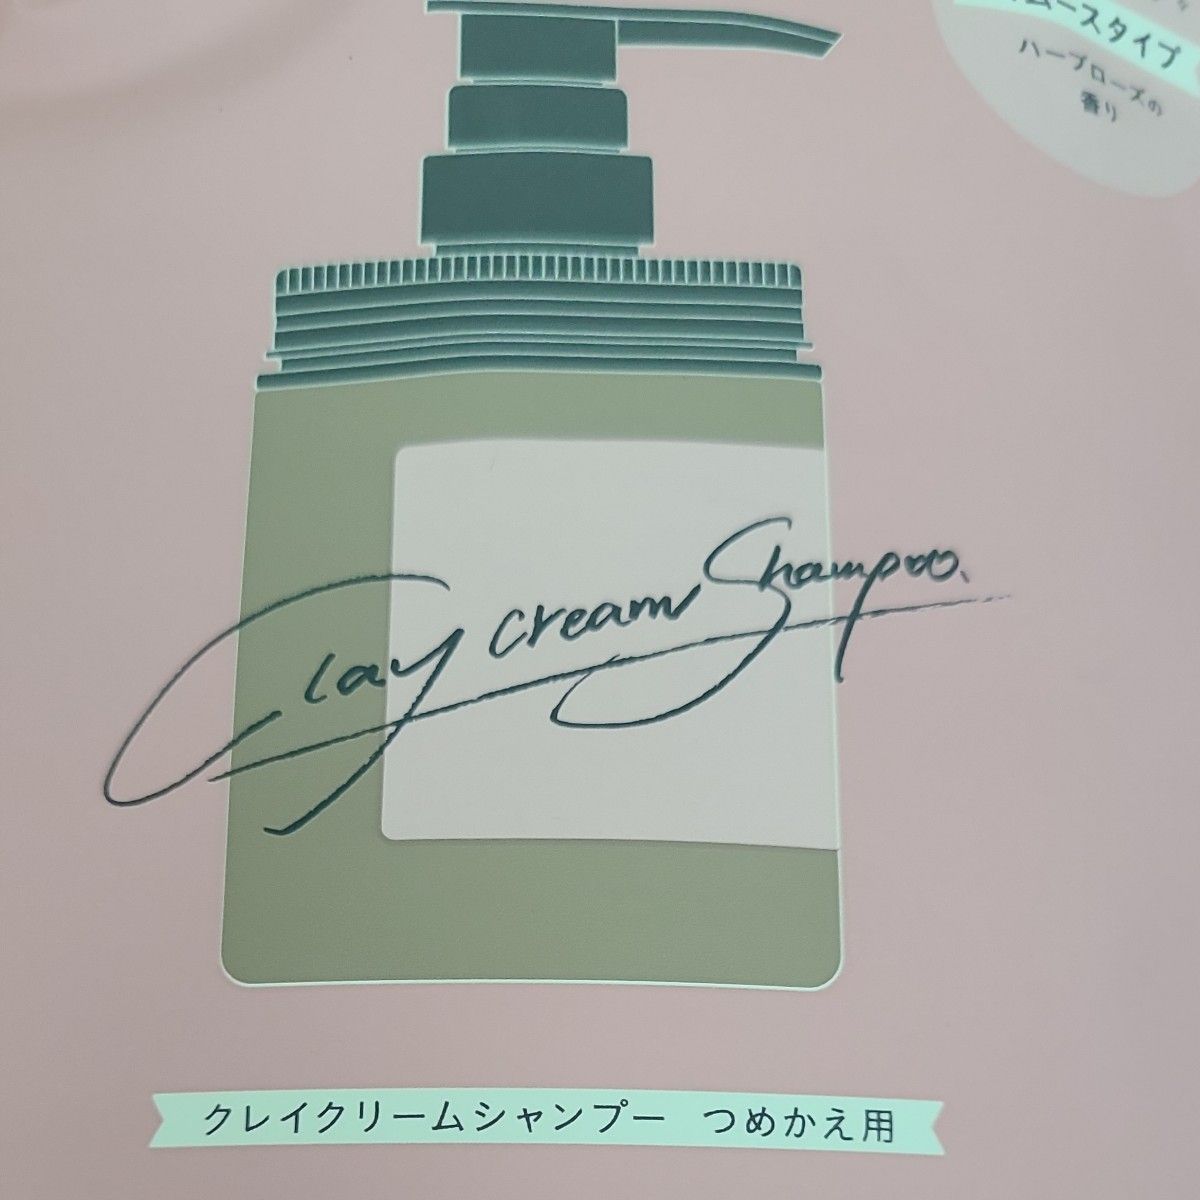 スムースタイプ
ハーブローズの
香り
Clay cream Shampoo.
クレイクリームシャンプー つめかえ用